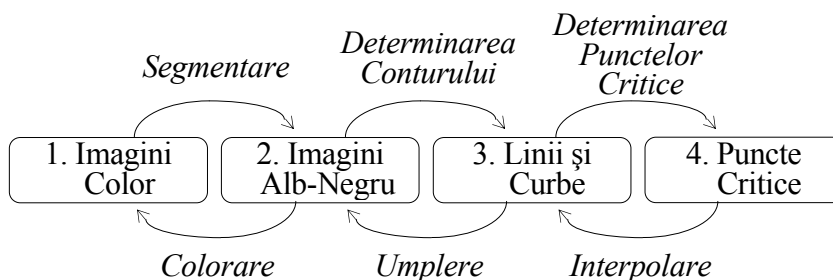 Segmentare
Determinarea
Conturului
Determinarea
Punctelor
Critice
1. Imagini
Color
2. Imagini
Alb-Negru
3. Linii şi
Curbe
4. Puncte
Critice
Colorare
Umplere
Interpolare